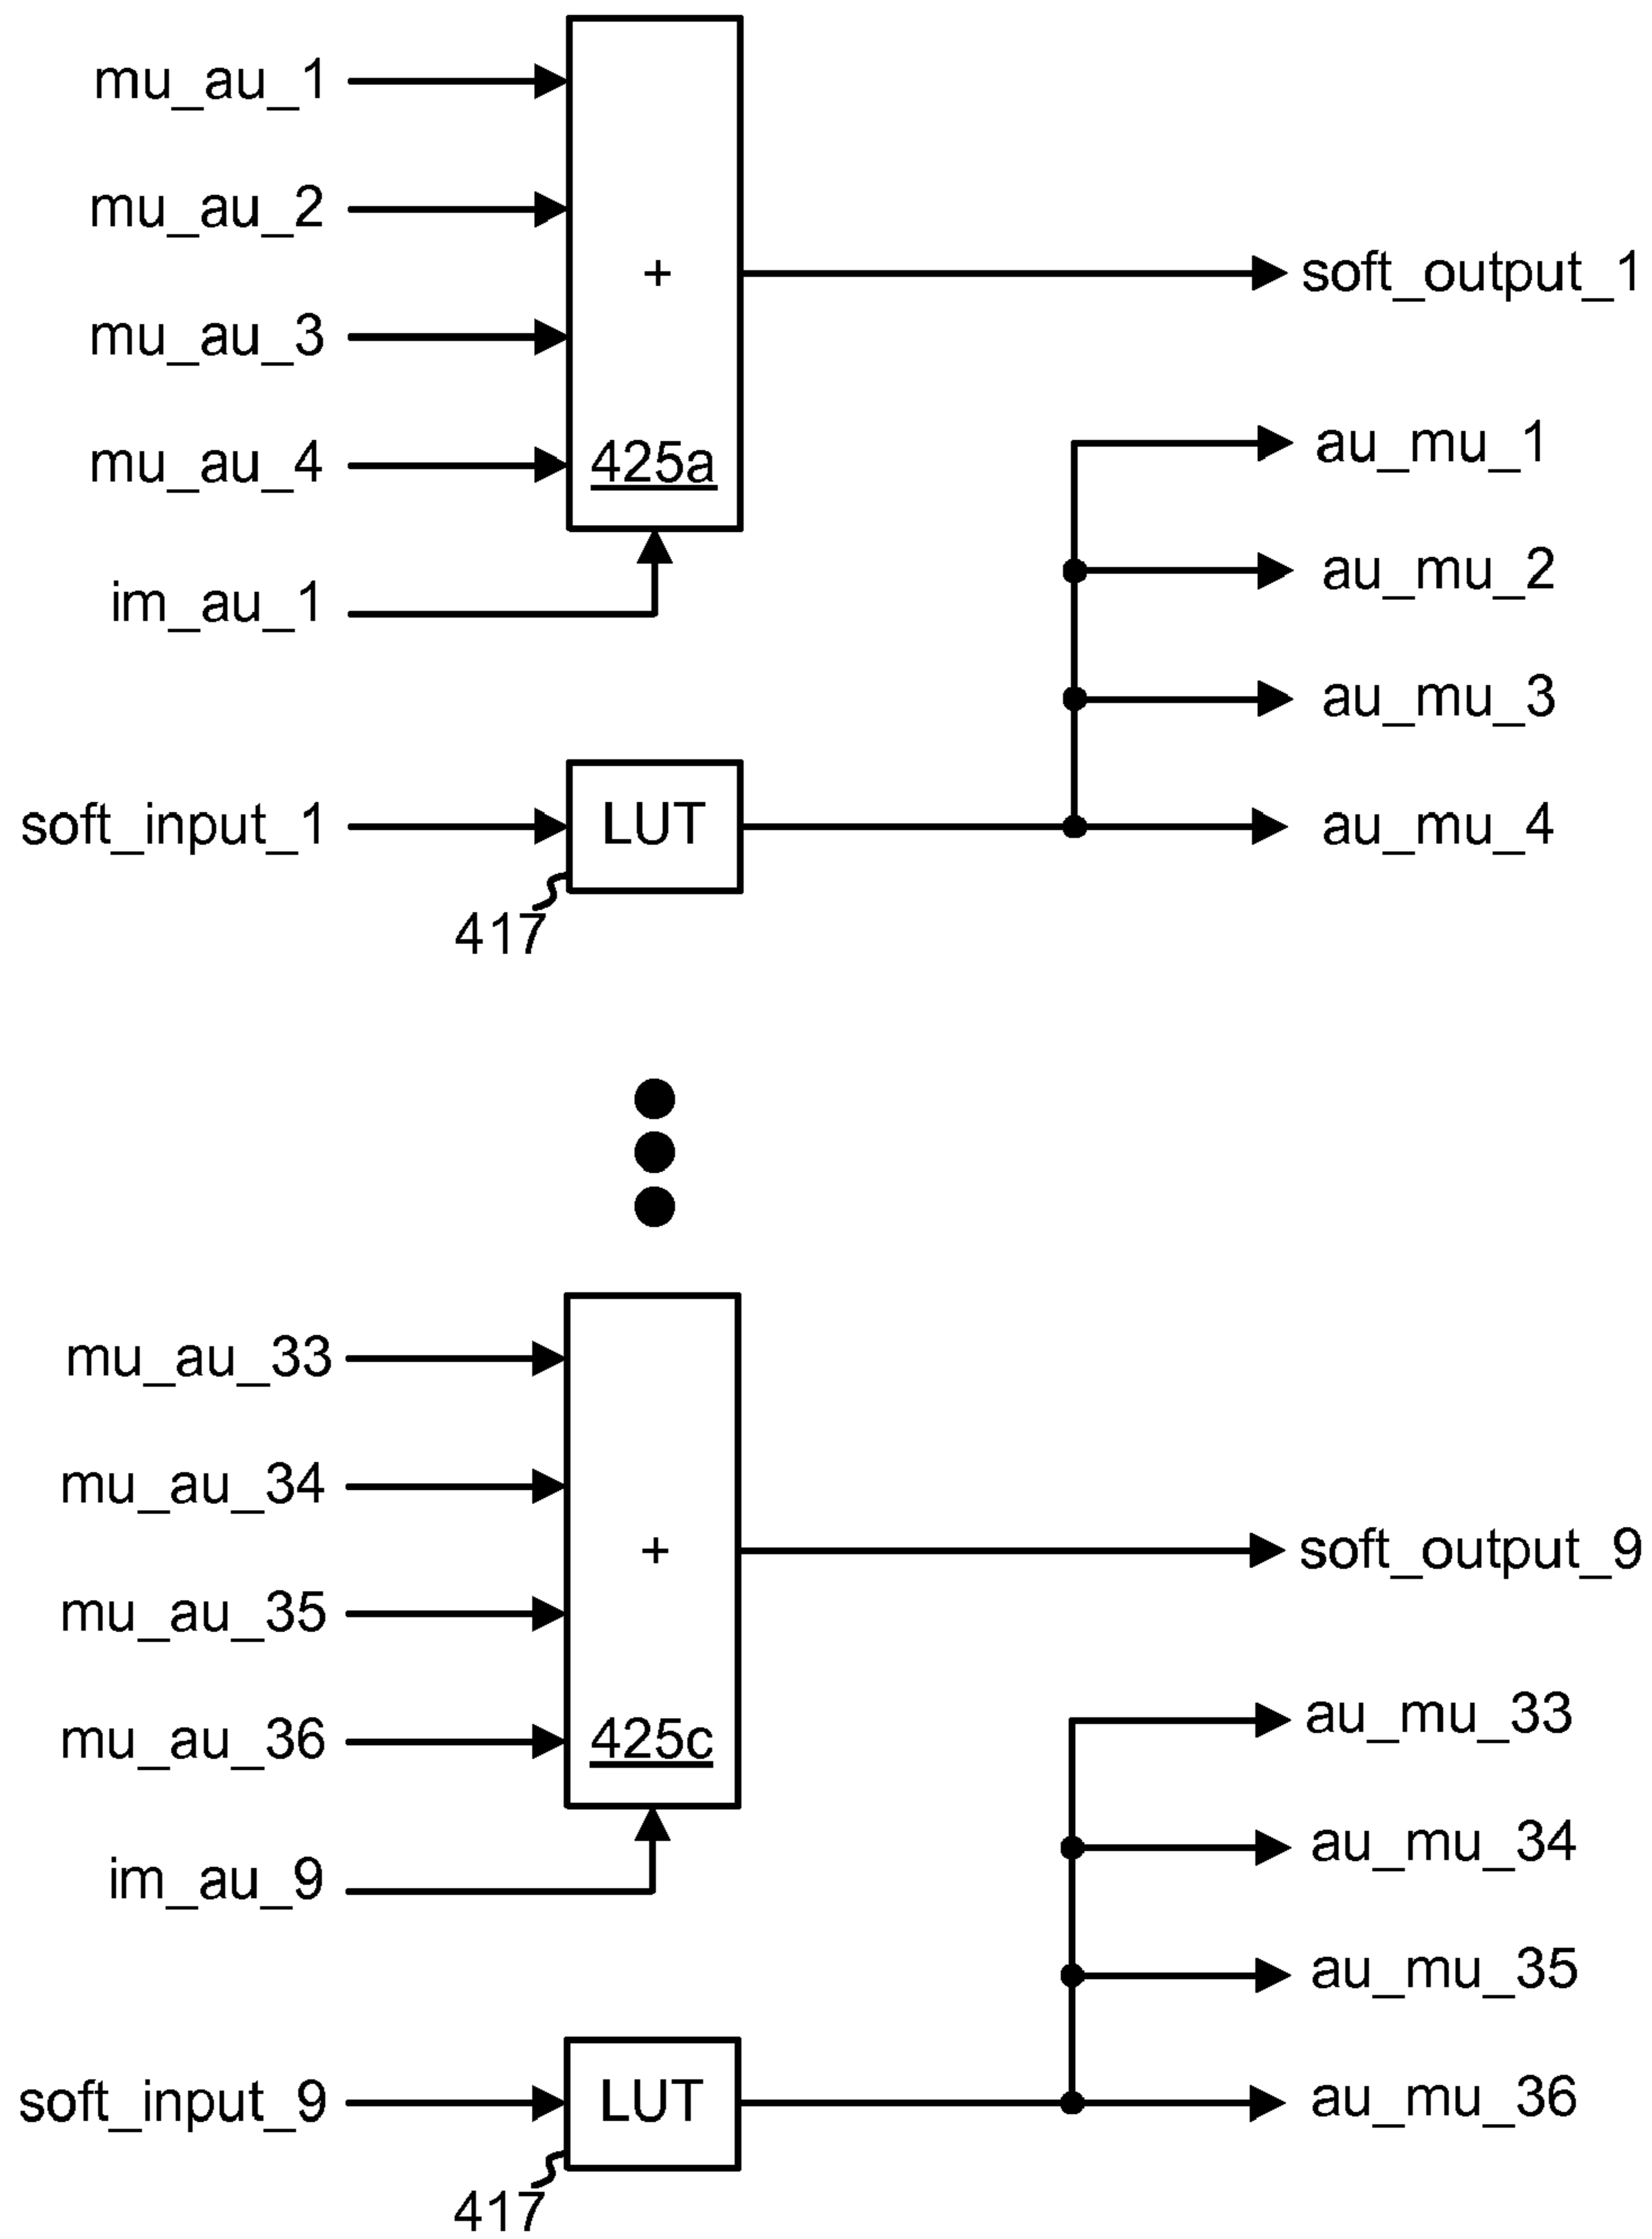 mu_au_1
mu_au_2
+
soft_output_1
mu_au_3
mu_au_4
425a
au_mu_1
au_mu_2
im_au_1
au_mu_3
soft_input_1
LUT
au_mu_4
417
mu_au_33
mu_au_34
+
soft_output_9
mu_au_35
mu_au_36
425c
au_mu_33
au_mu_34
im_au_9
au_mu_35
soft_input_9
LUT
au_mu_36
417